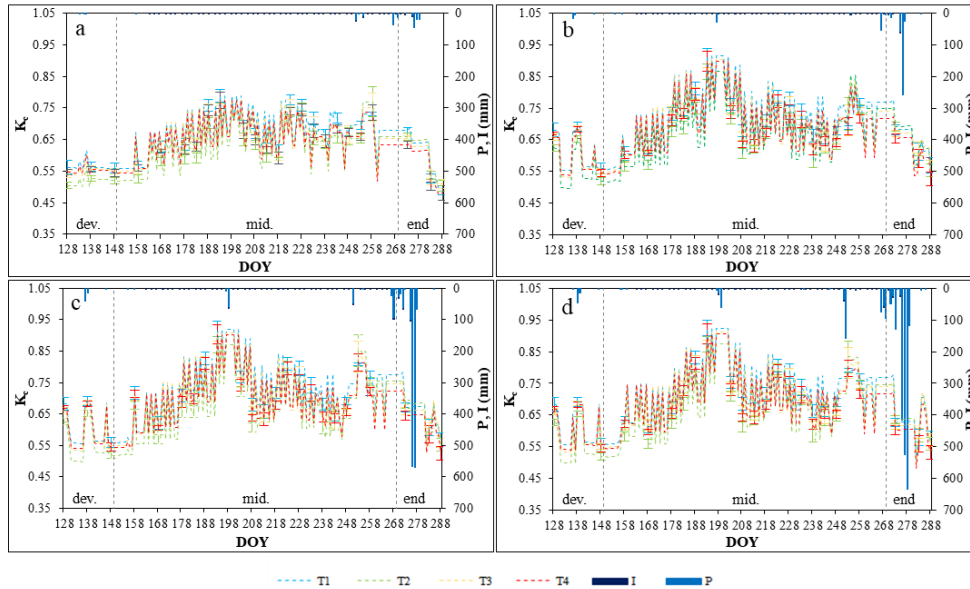 a
b
1.05 0.95 0.85 0.75 0.65 0.55 0.45 0.35
Kc
0 100 200 300 400 500 600 700
P, I (mm)
dev. mid. end
128 138 148 158 168 178 188 198 208 218 228 238 248 258 268 278 288
DOY
1.05 0.95 0.85 0.75 0.65 0.55 0.45 0.35
Kc
0 100 200 300 400 500 600 700
dev. mid. end
128 138 148 158 168 178 188 198 208 218 228 238 248 258 268 278 288
DOY
c
d
1.05 0.95 0.85 0.75 0.65 0.55 0.45 0.35
Kc
0 100 200 300 400 500 600 700
P, I (mm)
dev. mid. end
128 138 148 158 168 178 188 198 208 218 228 238 248 258 268 278 288
DOY
1.05 0.95 0.85 0.75 0.65 0.55 0.45 0.35
Kc
0 100 200 300 400 500 600 700
dev. mid. end
128 138 148 158 168 178 188 198 208 218 228 238 248 258 268 278 288
DOY
T1 T2 T3 T4 I P